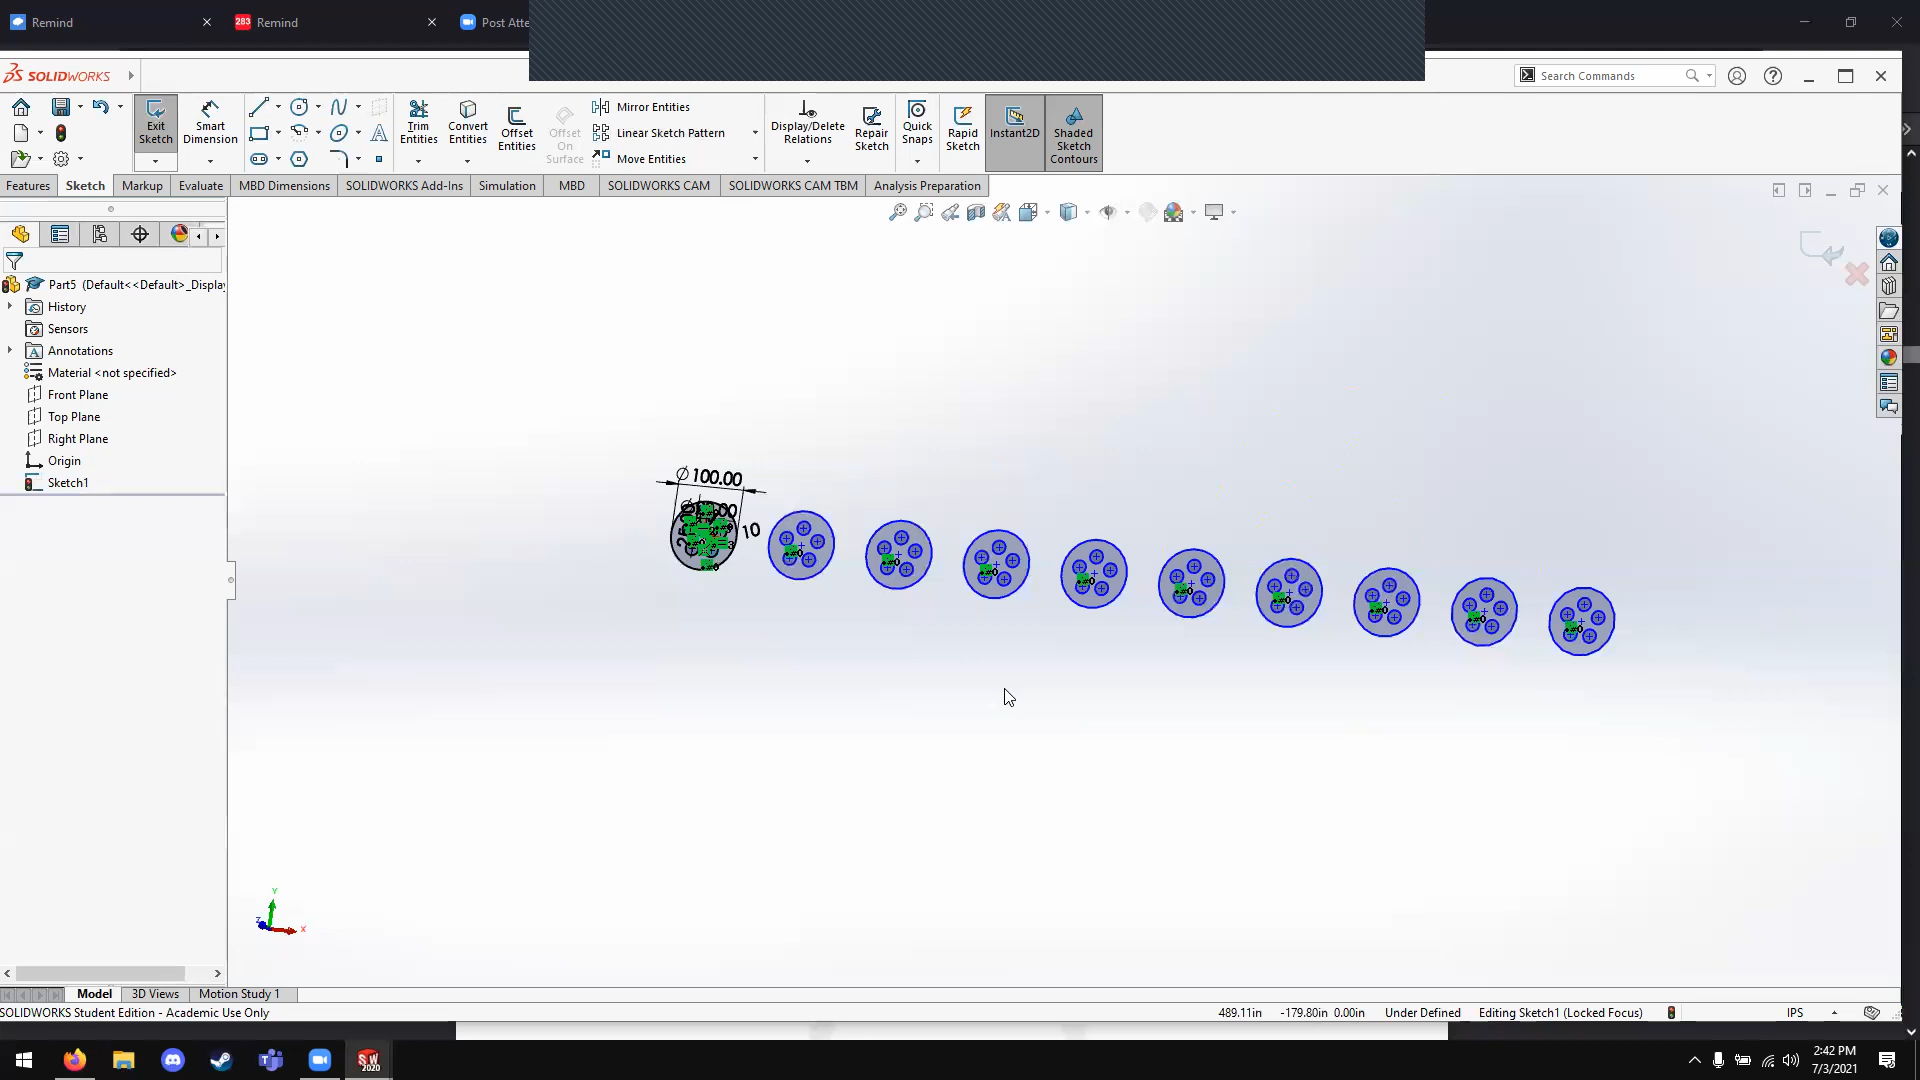 Remind
283 Remind
Post Atte
SOLIDWORKS
Search Commands
Exit Sketch
Smart Dimension
Trim Entities
Convert Entities
Offset Entities
Offset On Surface
Mirror Entities
Linear Sketch Pattern
Move Entities
Display/Delete Relations
Repair Sketch
Quick Snaps
Rapid Sketch
Instant2D
Shaded Sketch Contours
Features Sketch Markup Evaluate MBD Dimensions SOLIDWORKS Add-Ins Simulation MBD SOLIDWORKS CAM SOLIDWORKS CAM TBM Analysis Preparation
Part5 (Default<<Default>_Display
History
Sensors
Annotations
Material <not specified>
Front Plane
Top Plane
Right Plane
Origin
Sketch1
Ø100.00
10
Y
Z
X
Model 3D Views Motion Study 1
SOLIDWORKS Student Edition - Academic Use Only
489.11in -179.80in 0.00in Under Defined Editing Sketch1 (Locked Focus) IPS
SW 2020
2:42 PM
7/3/2021